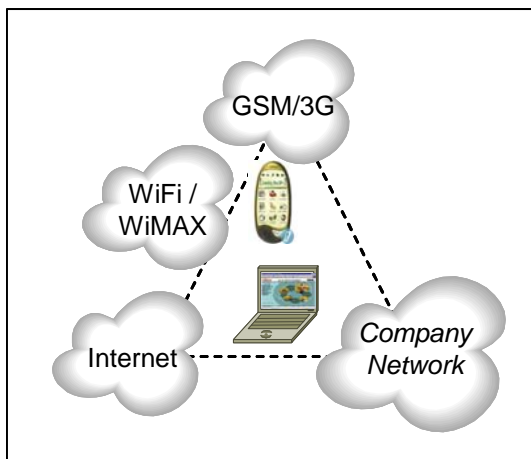 GSM/3G
WiFi /
WiMAX
Internet
Company
Network